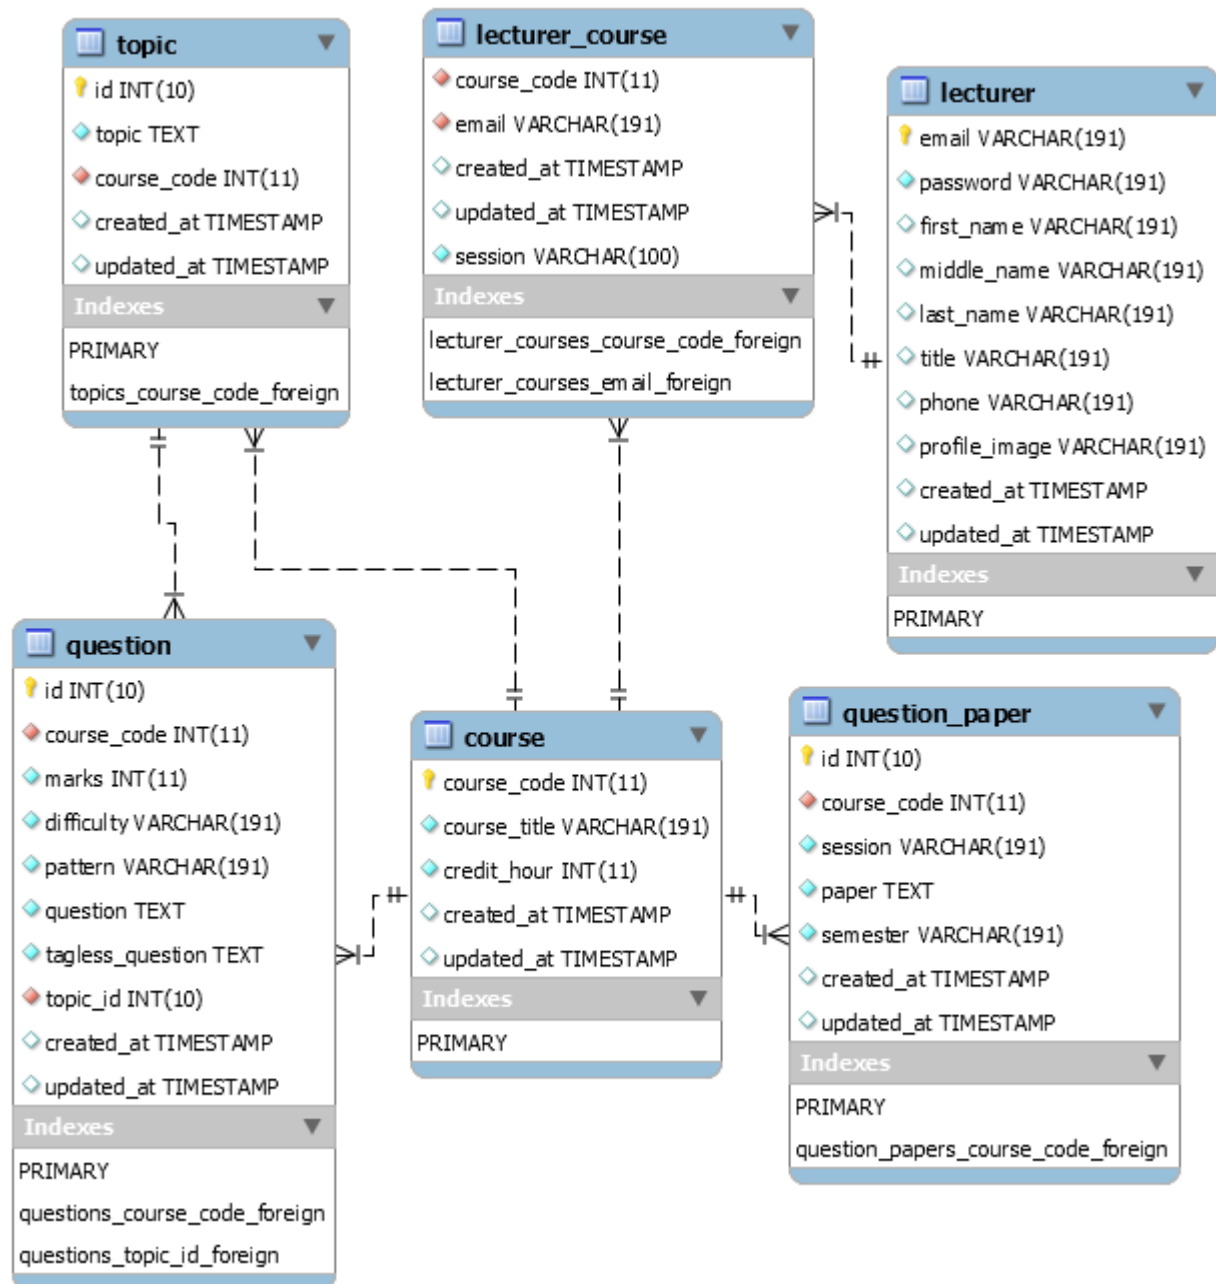 topic
id INT(10)
topic TEXT
course_code INT(11)
created_at TIMESTAMP
updated_at TIMESTAMP
Indexes
PRIMARY
topics_course_code_foreign
lecturer_course
course_code INT(11)
email VARCHAR(191)
created_at TIMESTAMP
updated_at TIMESTAMP
session VARCHAR(100)
Indexes
lecturer_courses_course_code_foreign
lecturer_courses_email_foreign
lecturer
email VARCHAR(191)
password VARCHAR(191)
first_name VARCHAR(191)
middle_name VARCHAR(191)
last_name VARCHAR(191)
title VARCHAR(191)
phone VARCHAR(191)
profile_image VARCHAR(191)
created_at TIMESTAMP
updated_at TIMESTAMP
Indexes
PRIMARY
question
id INT(10)
course_code INT(11)
marks INT(11)
difficulty VARCHAR(191)
pattern VARCHAR(191)
question TEXT
tagless_question TEXT
topic_id INT(10)
created_at TIMESTAMP
updated_at TIMESTAMP
Indexes
PRIMARY
questions_course_code_foreign
questions_topic_id_foreign
course
course_code INT(11)
course_title VARCHAR(191)
credit_hour INT(11)
created_at TIMESTAMP
updated_at TIMESTAMP
Indexes
PRIMARY
question_paper
id INT(10)
course_code INT(11)
session VARCHAR(191)
paper TEXT
semester VARCHAR(191)
created_at TIMESTAMP
updated_at TIMESTAMP
Indexes
PRIMARY
question_papers_course_code_foreign